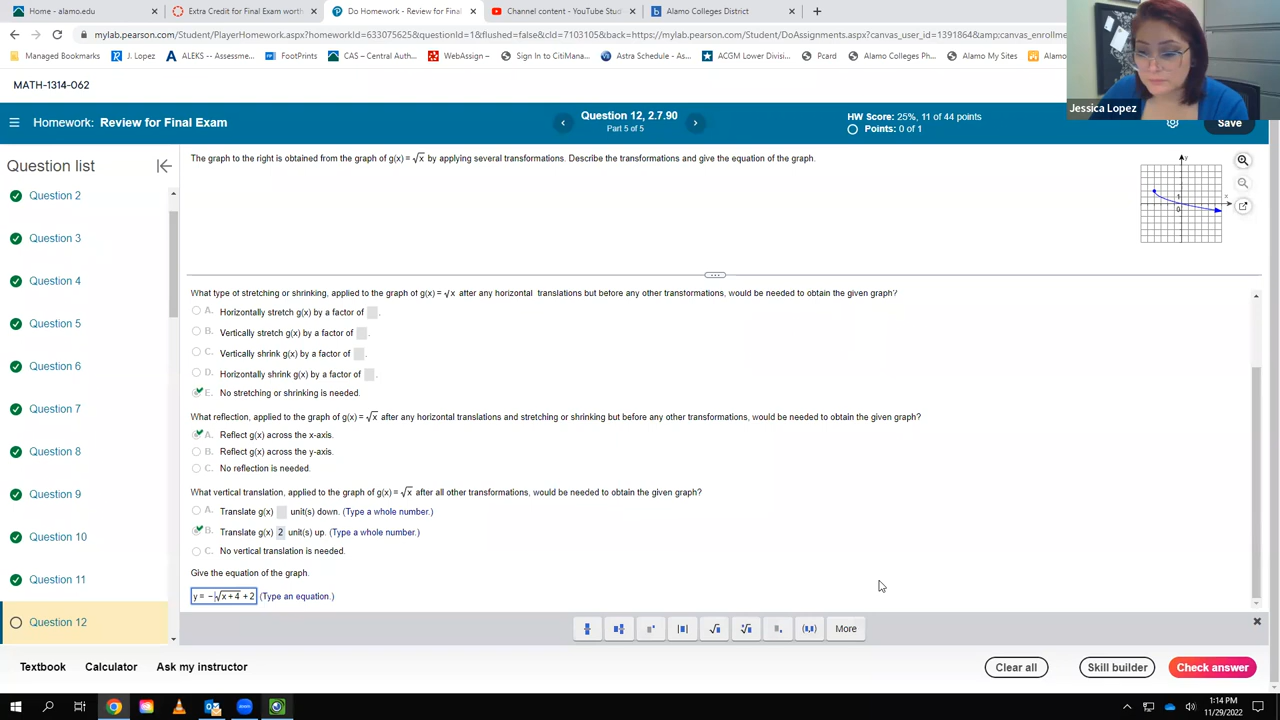 Home - alamo.edu × Extra Credit for Final Exam worth × Do Homework - Review for Final × Channel content - YouTube Stud × Alamo Colleges District × +
mylab.pearson.com/Student/PlayerHomework.aspx?homeworkId=633075625&questionId=1&flushed=false&cId=7103105&back=https://mylab.pearson.com/Student/DoAssignments.aspx?canvas_user_id=1391864&amp;canvas_enrollme
Managed Bookmarks J. Lopez ALEKS -- Assessme... FootPrints CAS – Central Auth... WebAssign – Sign In to CitiMana... Astra Schedule - As... ACGM Lower Divisi... Pcard Alamo Colleges Ph... Alamo My Sites Alamo
MATH-1314-062
Jessica Lopez
Homework: Review for Final Exam
Question 12, 2.7.90
Part 5 of 5
HW Score: 25%, 11 of 44 points
Points: 0 of 1
Save
Question list
Question 2
Question 3
Question 4
Question 5
Question 6
Question 7
Question 8
Question 9
Question 10
Question 11
Question 12
The graph to the right is obtained from the graph of g(x) = √x by applying several transformations. Describe the transformations and give the equation of the graph.
y
x
1
0
What type of stretching or shrinking, applied to the graph of g(x) = √x after any horizontal translations but before any other transformations, would be needed to obtain the given graph?
A. Horizontally stretch g(x) by a factor of .
B. Vertically stretch g(x) by a factor of .
C. Vertically shrink g(x) by a factor of .
D. Horizontally shrink g(x) by a factor of .
E. No stretching or shrinking is needed.
What reflection, applied to the graph of g(x) = √x after any horizontal translations and stretching or shrinking but before any other transformations, would be needed to obtain the given graph?
A. Reflect g(x) across the x-axis.
B. Reflect g(x) across the y-axis.
C. No reflection is needed.
What vertical translation, applied to the graph of g(x) = √x after all other transformations, would be needed to obtain the given graph?
A. Translate g(x) unit(s) down. (Type a whole number.)
B. Translate g(x) 2 unit(s) up. (Type a whole number.)
C. No vertical translation is needed.
Give the equation of the graph.
y = −√x + 4 + 2 (Type an equation.)
More
Textbook Calculator Ask my instructor Clear all Skill builder Check answer
1:14 PM
11/29/2022